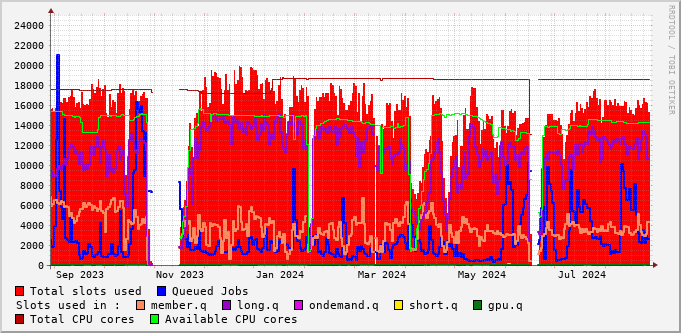 RRDTOOL / TOBI OETIKER
24000
22000
20000
18000
16000
14000
12000
10000
8000
6000
4000
2000
0
Sep 2023 Nov 2023 Jan 2024 Mar 2024 May 2024 Jul 2024
Total slots used Queued Jobs
Slots used in : member.q long.q ondemand.q short.q gpu.q
Total CPU cores Available CPU cores